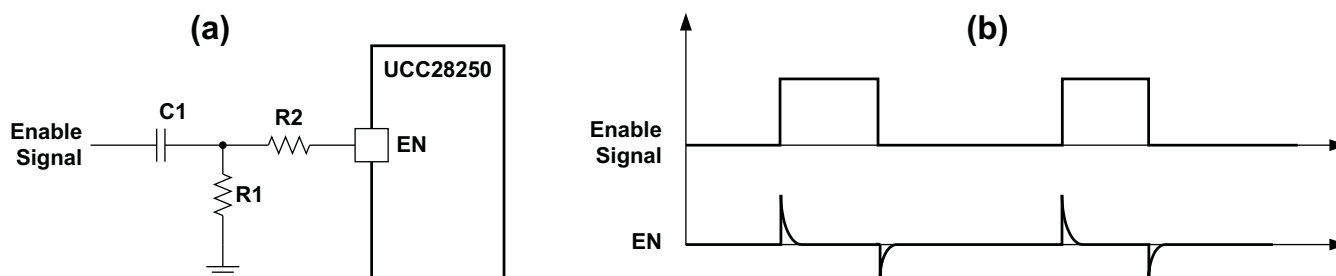 (a)
UCC28250
C1
R2
Enable
Signal
EN
R1
(b)
Enable
Signal
EN